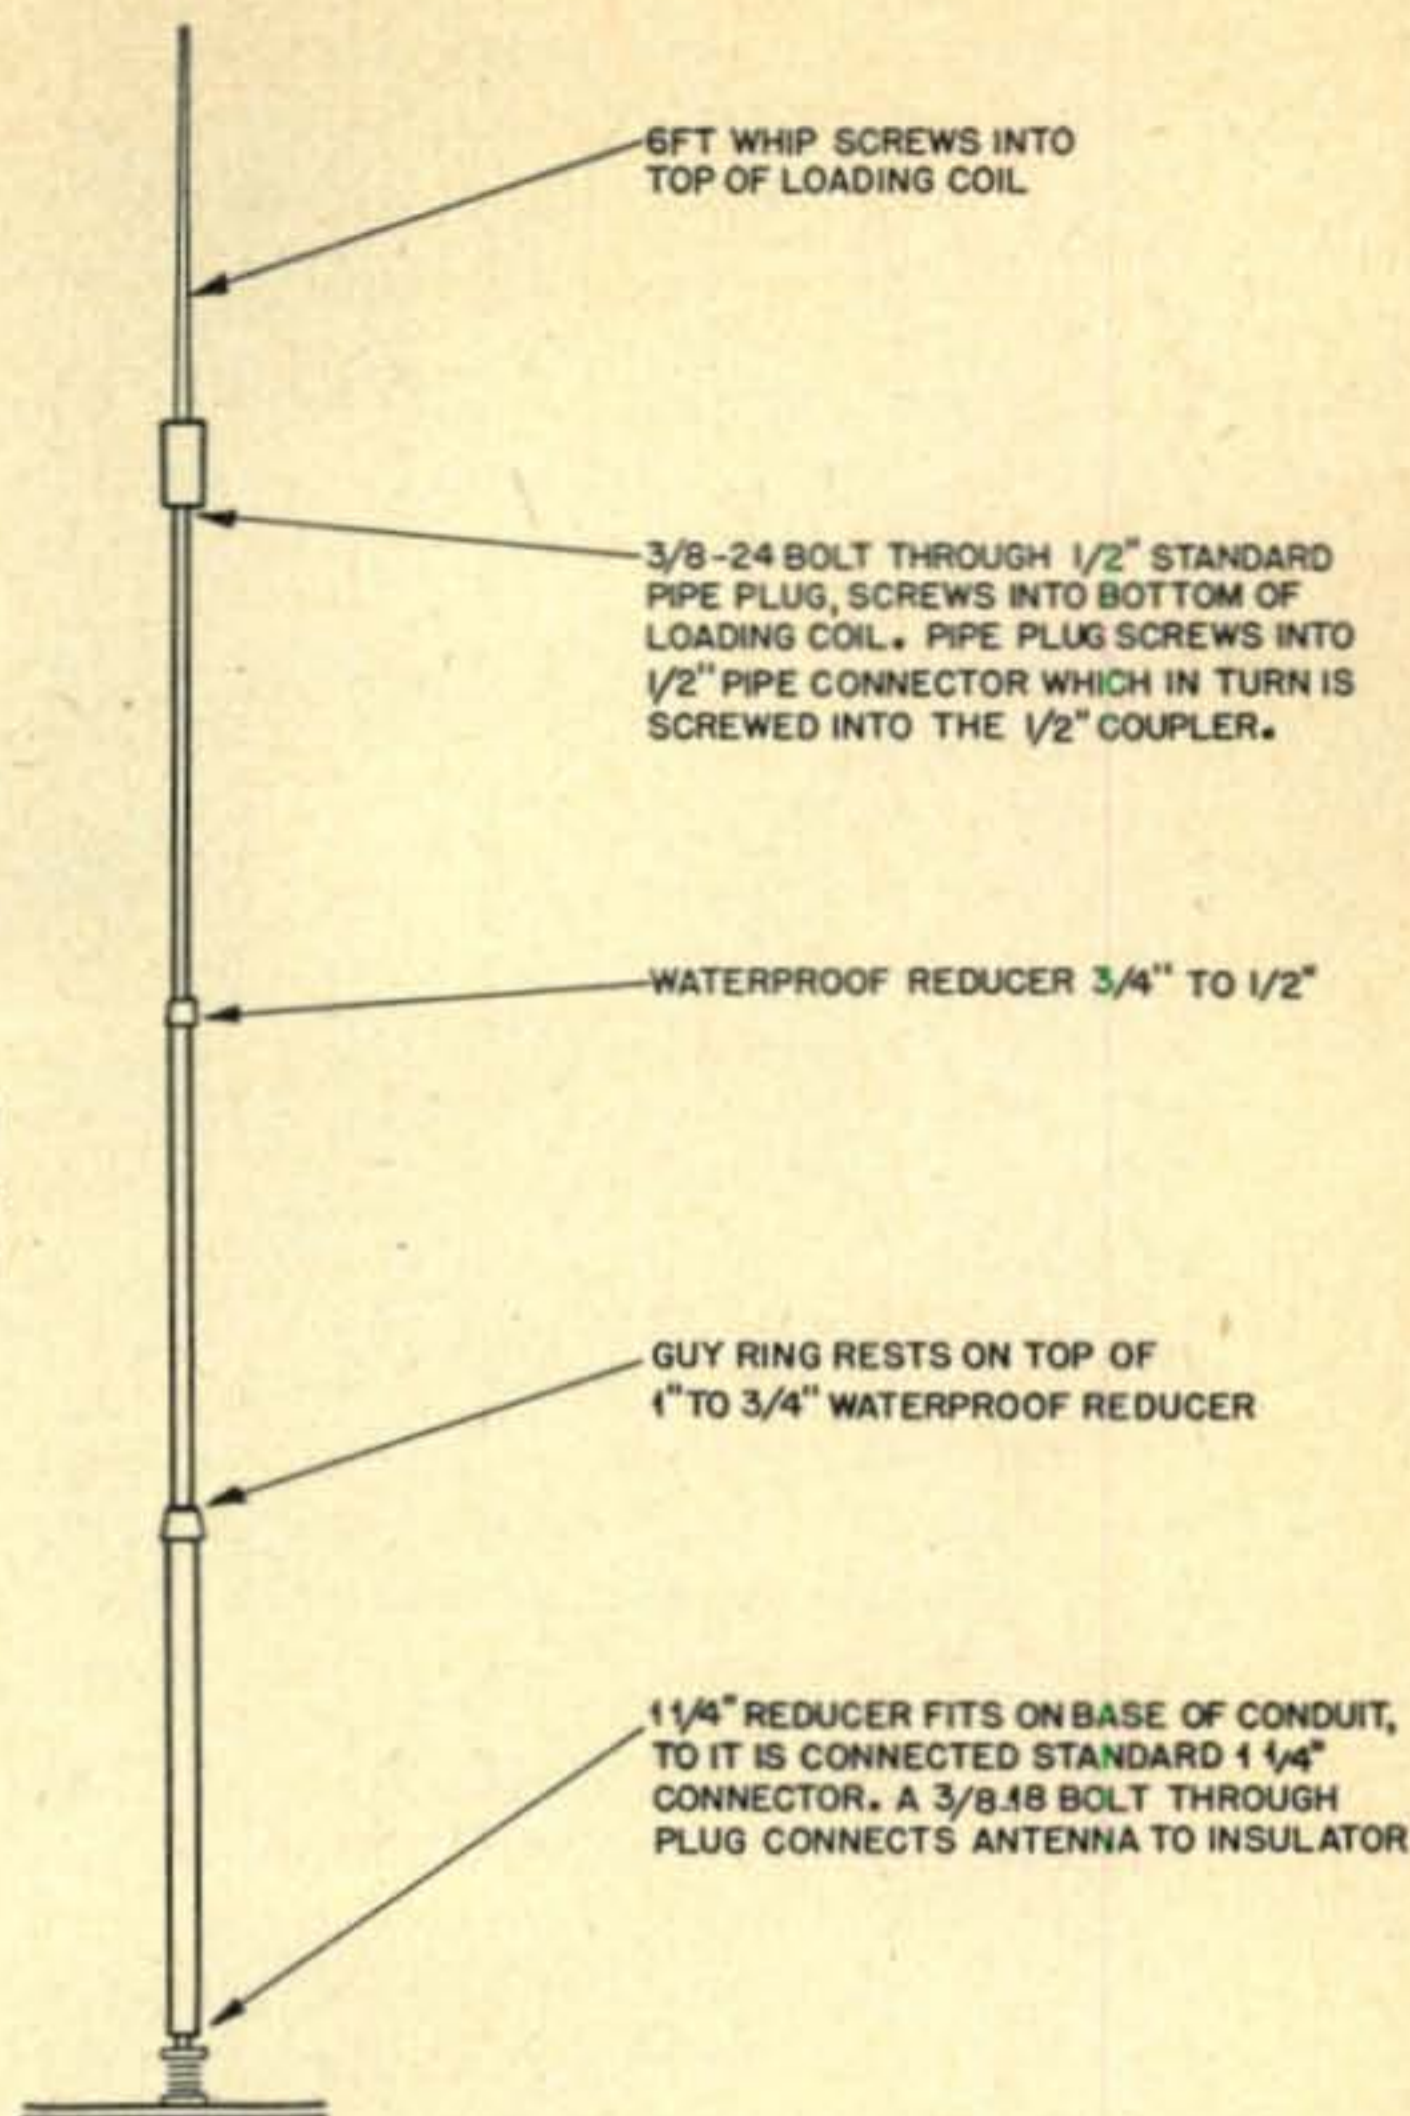 6FT WHIP SCREWS INTO
TOP OF LOADING COIL
3/8-24 BOLT THROUGH 1/2" STANDARD
PIPE PLUG, SCREWS INTO BOTTOM OF
LOADING COIL. PIPE PLUG SCREWS INTO
1/2" PIPE CONNECTOR WHICH IN TURN IS
SCREWED INTO THE 1/2" COUPLER.
WATERPROOF REDUCER 3/4" TO 1/2"
GUY RING RESTS ON TOP OF
1" TO 3/4" WATERPROOF REDUCER
1 1/4" REDUCER FITS ON BASE OF CONDUIT,
TO IT IS CONNECTED STANDARD 1 1/4"
CONNECTOR. A 3/8-18 BOLT THROUGH
PLUG CONNECTS ANTENNA TO INSULATOR